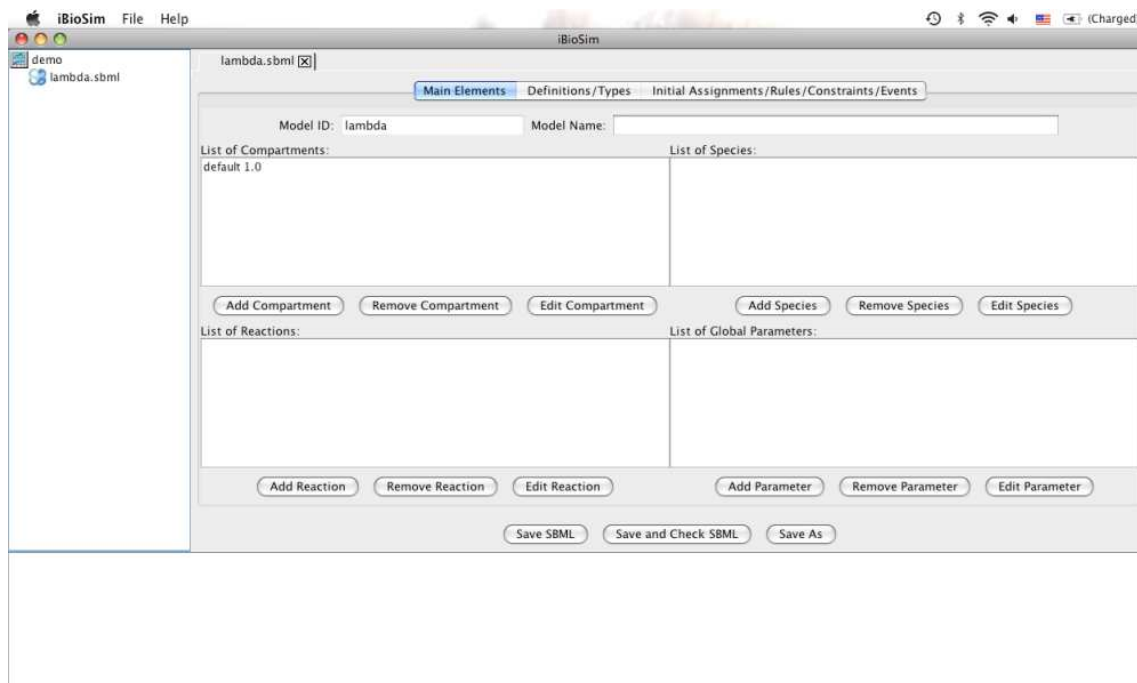 iBioSim File Help (Charged)
iBioSim
demo
lambda.sbml
lambda.sbml
Main Elements Definitions/Types Initial Assignments/Rules/Constraints/Events
Model ID: lambda Model Name:
List of Compartments: List of Species:
default 1.0
Add Compartment Remove Compartment Edit Compartment Add Species Remove Species Edit Species
List of Reactions: List of Global Parameters:
Add Reaction Remove Reaction Edit Reaction Add Parameter Remove Parameter Edit Parameter
Save SBML Save and Check SBML Save As